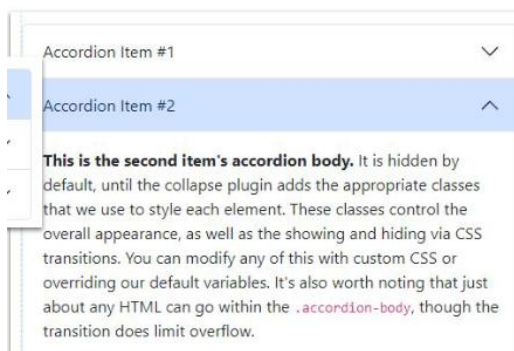 Accordion Item #1
Accordion Item #2
This is the second item's accordion body. It is hidden by
default, until the collapse plugin adds the appropriate classes
that we use to style each element. These classes control the
overall appearance, as well as the showing and hiding via CSS
transitions. You can modify any of this with custom CSS or
overriding our default variables. It's also worth noting that just
about any HTML can go within the .accordion-body, though the
transition does limit overflow.